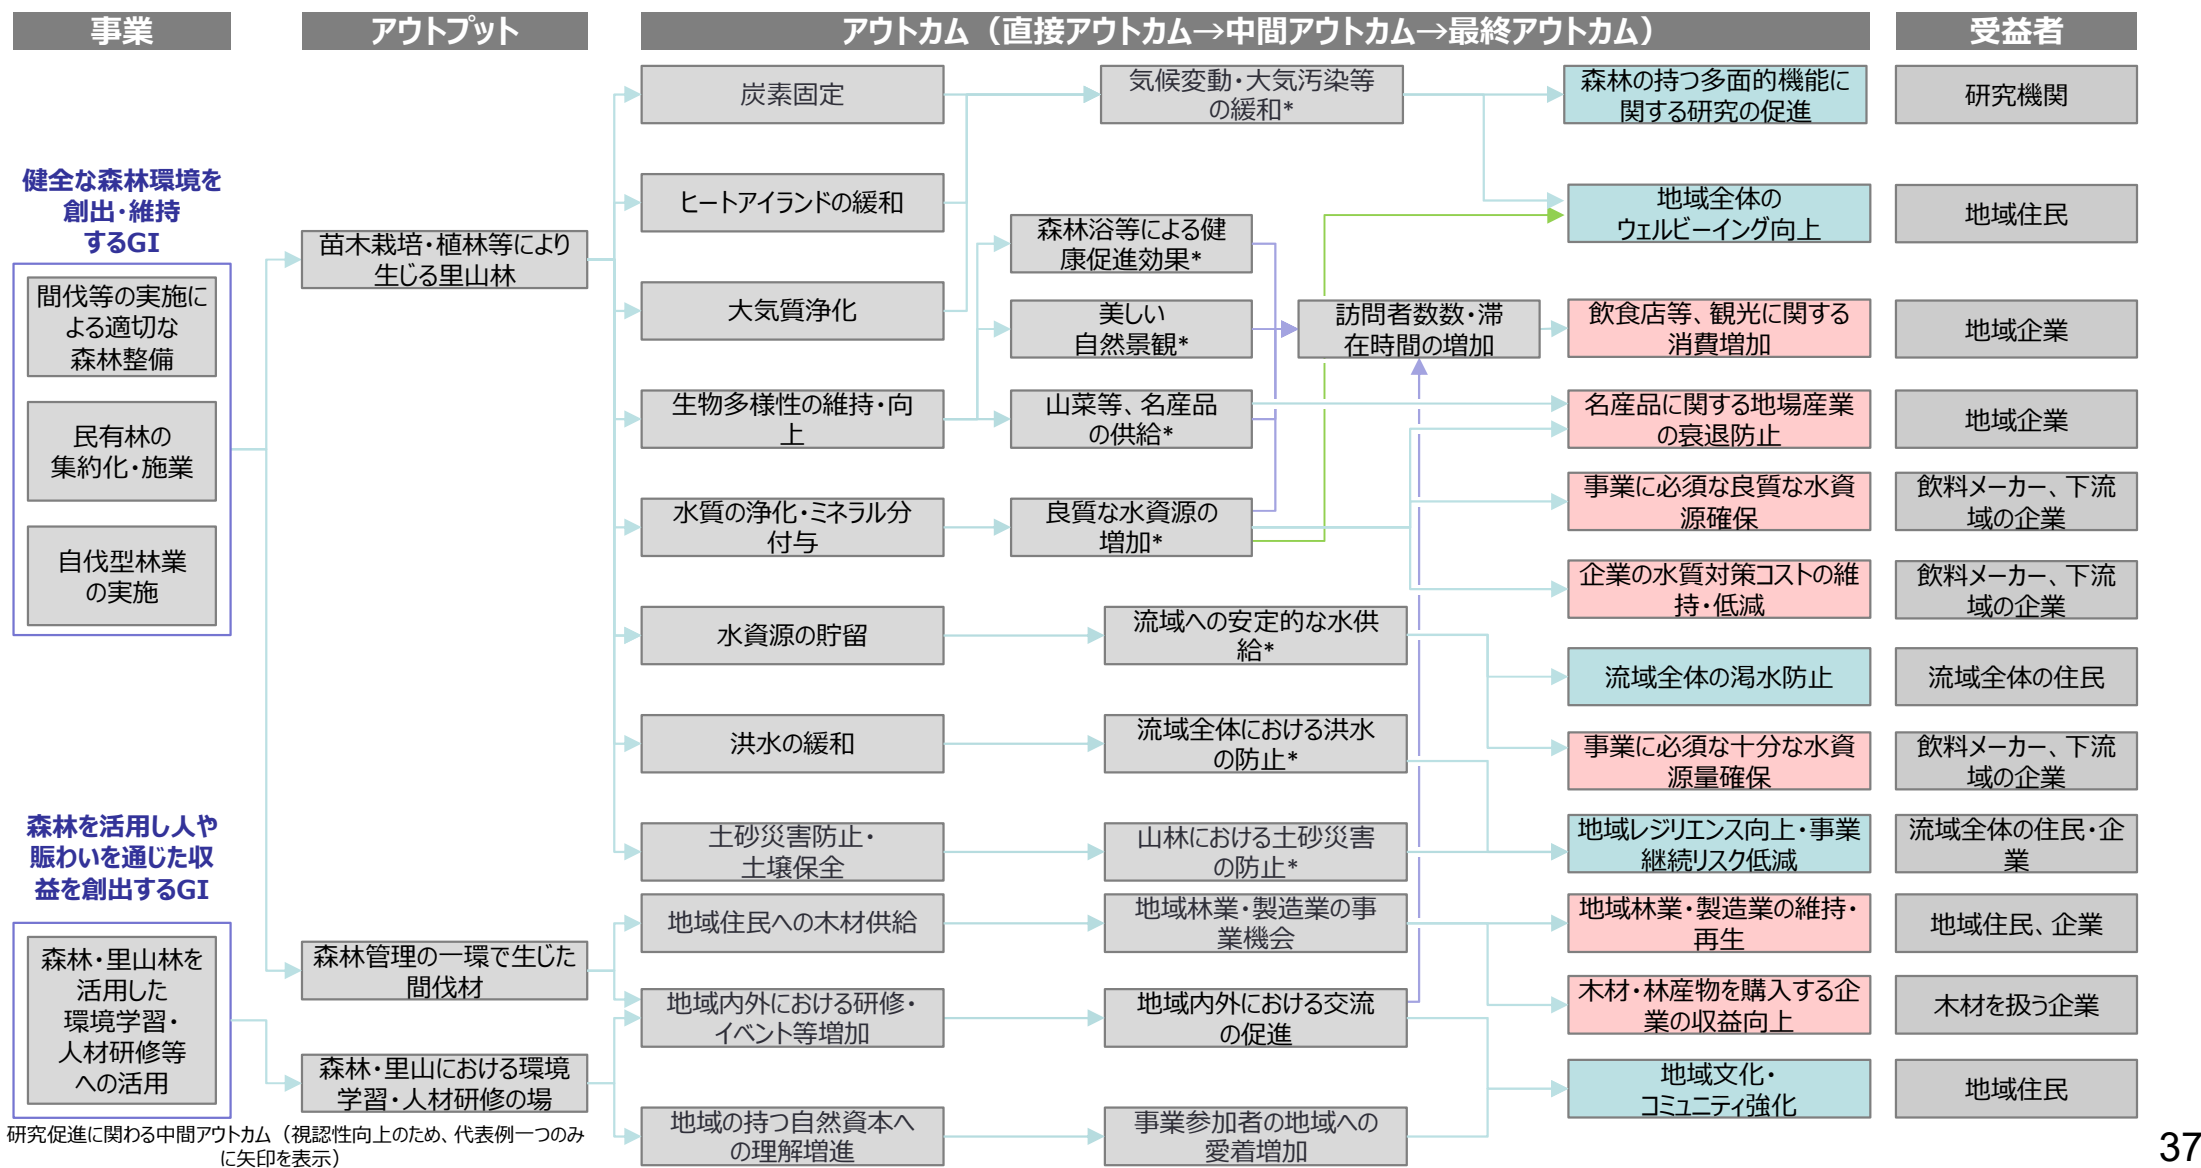 事業
アウトプット
アウトカム（直接アウトカム→中間アウトカム→最終アウトカム）
受益者
健全な森林環境を
創出・維持
するGI
間伐等の実施に
よる適切な
森林整備
民有林の
集約化・施業
自伐型林業
の実施
森林を活用し人や
賑わいを通じた収
益を創出するGI
森林・里山林を
活用した
環境学習・
人材研修等
への活用
苗木栽培・植林等により
生じる里山林
森林管理の一環で生じた
間伐材
森林・里山における環境
学習・人材研修の場
炭素固定
ヒートアイランドの緩和
大気質浄化
生物多様性の維持・向
上
水質の浄化・ミネラル分
付与
水資源の貯留
洪水の緩和
土砂災害防止・
土壌保全
地域住民への木材供給
地域内外における研修・
イベント等増加
地域の持つ自然資本へ
の理解増進
気候変動・大気汚染等
の緩和*
森林浴等による健
康促進効果*
美しい
自然景観*
山菜等、名産品
の供給*
良質な水資源の
増加*
訪問者数数・滞
在時間の増加
流域への安定的な水供
給*
流域全体における洪水
の防止*
山林における土砂災害
の防止*
地域林業・製造業の事
業機会
地域内外における交流
の促進
事業参加者の地域への
愛着増加
森林の持つ多面的機能に
関する研究の促進
地域全体の
ウェルビーイング向上
飲食店等、観光に関する
消費増加
名産品に関する地場産業
の衰退防止
事業に必須な良質な水資
源確保
企業の水質対策コストの維
持・低減
流域全体の渇水防止
事業に必須な十分な水資
源量確保
地域レジリエンス向上・事業
継続リスク低減
地域林業・製造業の維持・
再生
木材・林産物を購入する企
業の収益向上
地域文化・
コミュニティ強化
研究機関
地域住民
地域企業
地域企業
飲料メーカー、下流
域の企業
飲料メーカー、下流
域の企業
流域全体の住民
飲料メーカー、下流
域の企業
流域全体の住民・企
業
地域住民、企業
木材を扱う企業
地域住民
研究促進に関わる中間アウトカム（視認性向上のため、代表例一つのみ
に矢印を表示）
37